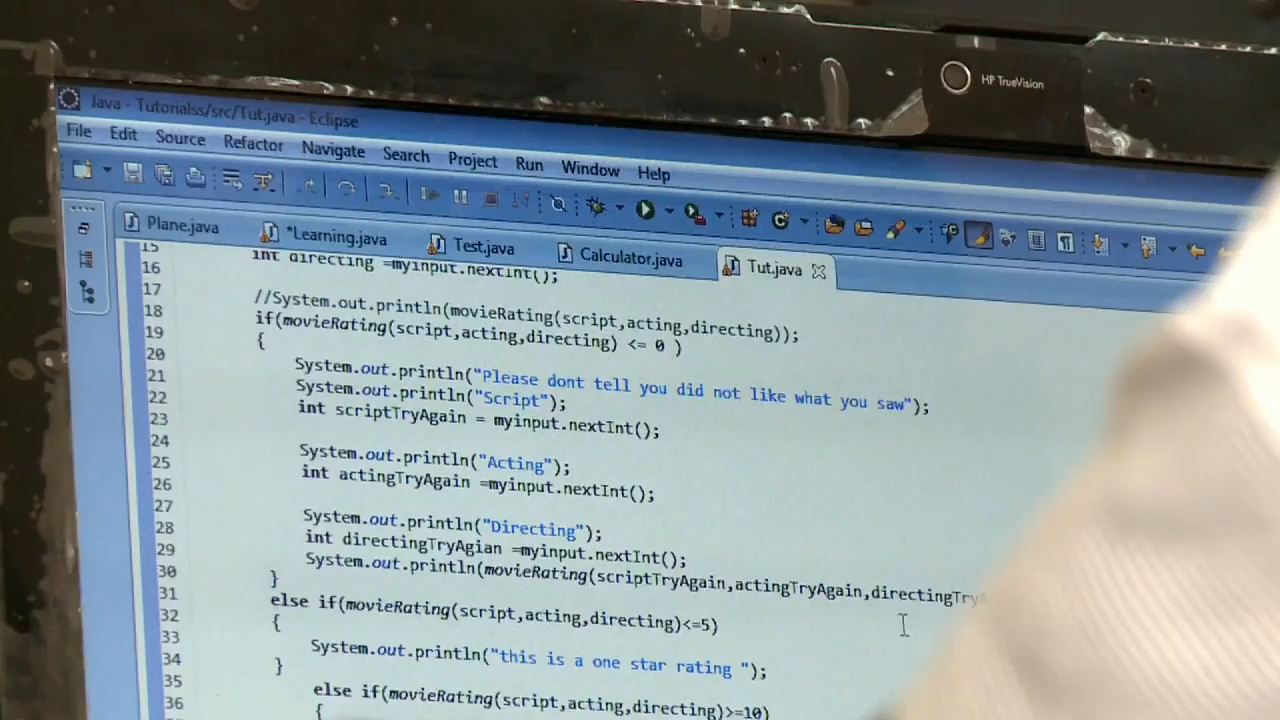 HP TrueVision
Java - Tutorialss/src/Tut.java - Eclipse
File Edit Source Refactor Navigate Search Project Run Window Help
Plane.java *Learning.java Test.java Calculator.java Tut.java
15
16 int directing =myinput.nextInt();
17
18 //System.out.println(movieRating(script,acting,directing));
19 if(movieRating(script,acting,directing) <= 0 )
20 {
21 System.out.println("Please dont tell you did not like what you saw");
22 System.out.println("Script");
23 int scriptTryAgain = myinput.nextInt();
24
25 System.out.println("Acting");
26 int actingTryAgain =myinput.nextInt();
27
28 System.out.println("Directing");
29 int directingTryAgian =myinput.nextInt();
30 System.out.println(movieRating(scriptTryAgain,actingTryAgain,directingTry
31 }
32 else if(movieRating(script,acting,directing)<=5)
33 {
34 System.out.println("this is a one star rating ");
35 }
36 else if(movieRating(script,acting,directing)>=10)
{